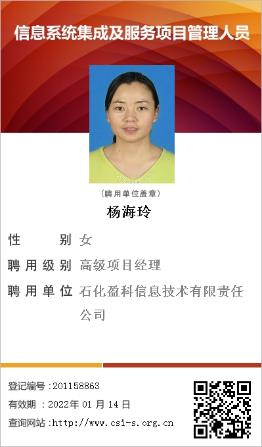 信息系统集成及服务项目管理人员
(聘用单位盖章)
杨海玲
性 别 女
聘用级别 高级项目经理
聘用单位 石化盈科信息技术有限责任
公司
登记编号:201158863
有效期 :2022年01月14日
查询网站:http://www.csi-s.org.cn